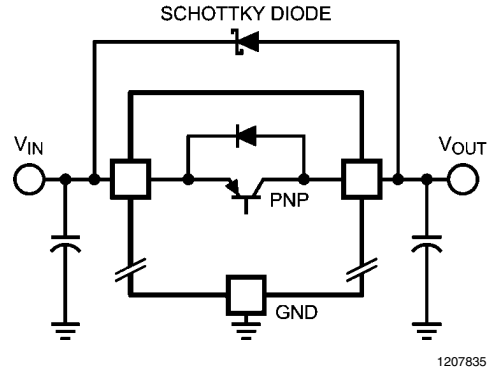 SCHOTTKY DIODE
VIN
VOUT
PNP
GND
1207835